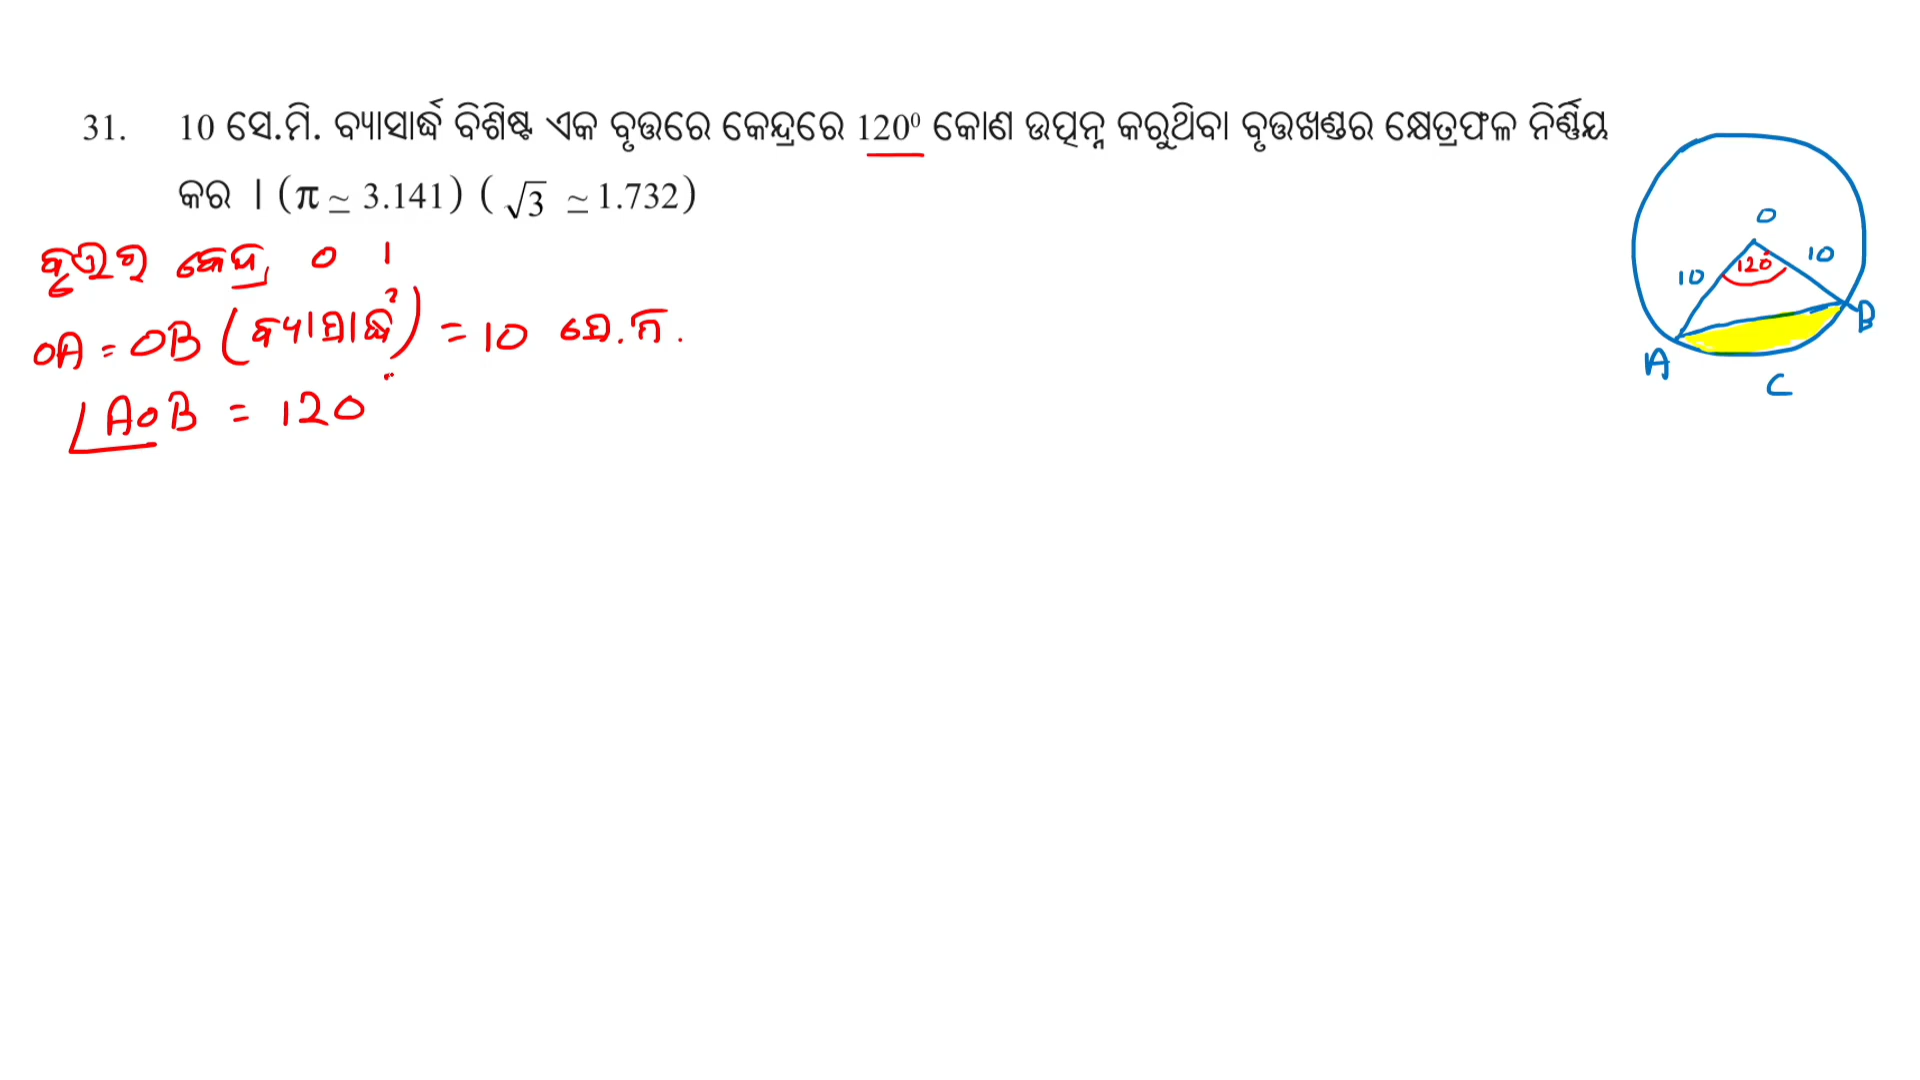 31. 10 ସେ.ମି. ବ୍ୟାସାର୍ଦ୍ଧ ବିଶିଷ୍ଟ ଏକ ବୃତ୍ତରେ କେନ୍ଦ୍ରରେ 120⁰ କୋଣ ଉତ୍ପନ୍ନ କରୁଥିବା ବୃତ୍ତଖଣ୍ଡର କ୍ଷେତ୍ରଫଳ ନିର୍ଣ୍ଣୟ
କର । (π ≃ 3.141) ( √3 ≃ 1.732)
ବୃତ୍ତର କେନ୍ଦ୍ର O ।
OA = OB (ବ୍ୟାସାର୍ଦ୍ଧ) = 10 ସେ.ମି.
∠AOB = 120°
O
10
120°
10
A
B
C